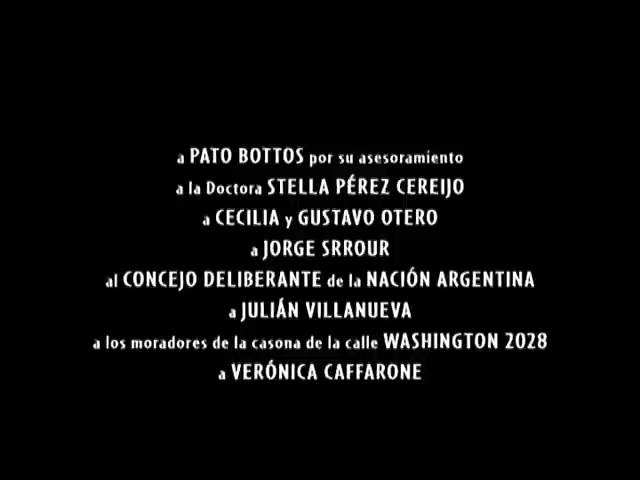 a PATO BOTTOS por su asesoramiento
a la Doctora STELLA PÉREZ CEREIJO
a CECILIA y GUSTAVO OTERO
a JORGE SRROUR
al CONCEJO DELIBERANTE de la NACIÓN ARGENTINA
a JULIÁN VILLANUEVA
a los moradores de la casona de la calle WASHINGTON 2028
a VERÓNICA CAFFARONE